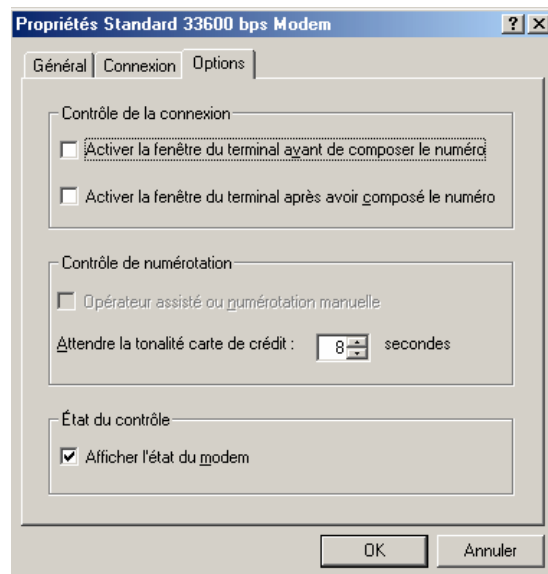 Propriétés Standard 33600 bps Modem
Général Connexion Options
Contrôle de la connexion
Activer la fenêtre du terminal avant de composer le numéro
Activer la fenêtre du terminal après avoir composé le numéro
Contrôle de numérotation
Opérateur assisté ou numérotation manuelle
Attendre la tonalité carte de crédit : 8 secondes
État du contrôle
Afficher l'état du modem
OK Annuler